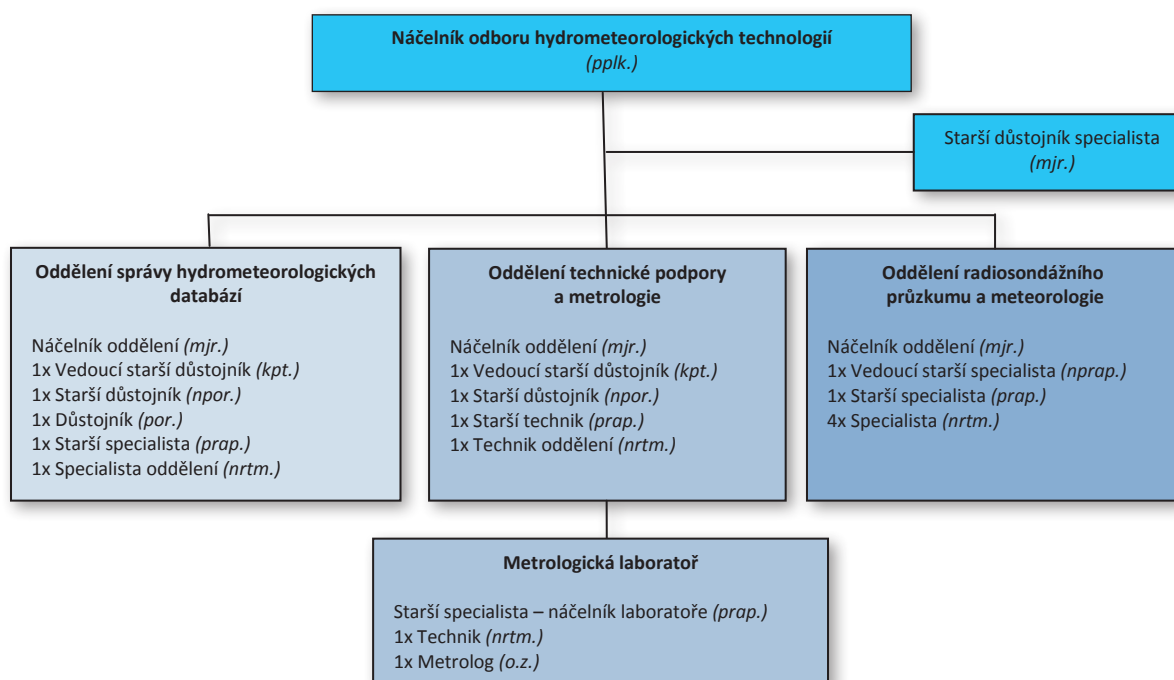 Náčelník odboru hydrometeorologických technologií
(pplk.)
Starší důstojník specialista
(mjr.)
Oddělení správy hydrometeorologických
databází
Náčelník oddělení (mjr.)
1x Vedoucí starší důstojník (kpt.)
1x Starší důstojník (npor.)
1x Důstojník (por.)
1x Starší specialista (prap.)
1x Specialista oddělení (nrtm.)
Oddělení technické podpory
a metrologie
Náčelník oddělení (mjr.)
1x Vedoucí starší důstojník (kpt.)
1x Starší důstojník (npor.)
1x Starší technik (prap.)
1x Technik oddělení (nrtm.)
Oddělení radiosondážního
průzkumu a meteorologie
Náčelník oddělení (mjr.)
1x Vedoucí starší specialista (nprap.)
1x Starší specialista (prap.)
4x Specialista (nrtm.)
Metrologická laboratoř
Starší specialista – náčelník laboratoře (prap.)
1x Technik (nrtm.)
1x Metrolog (o.z.)